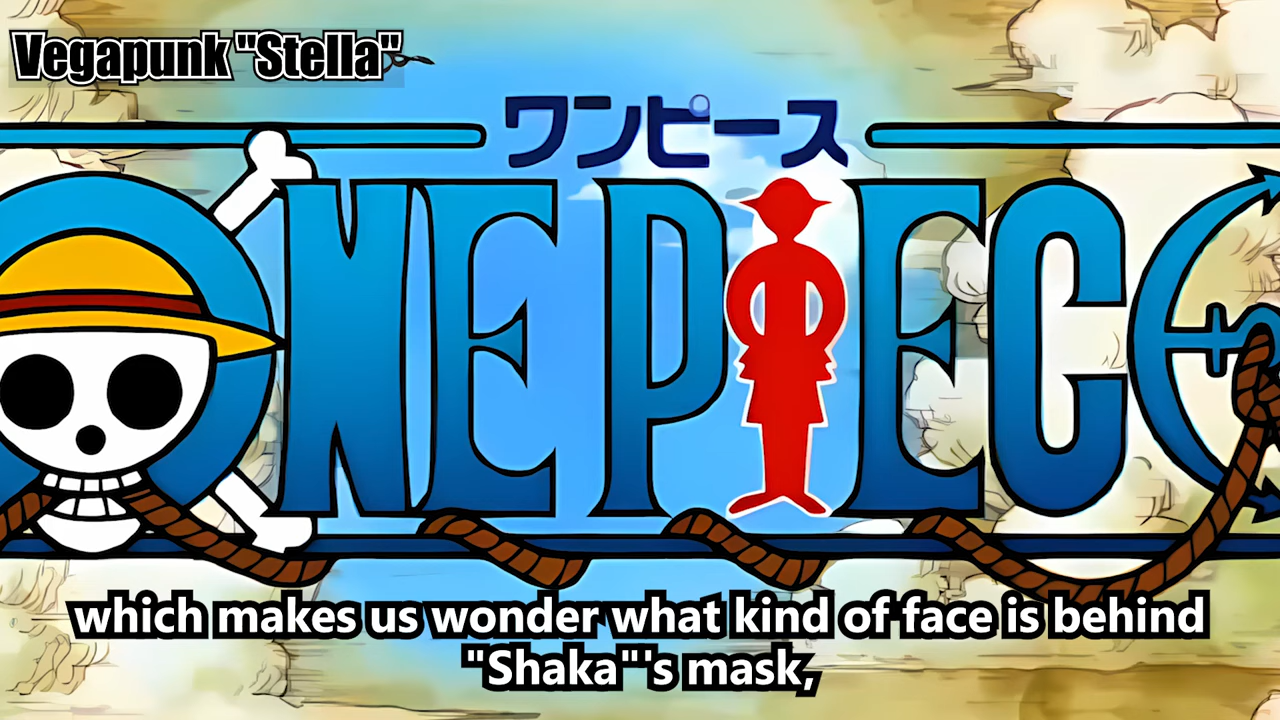 Vegapunk "Stella"
ワンピース
ONE PIECE
which makes us wonder what kind of face is behind
"Shaka"'s mask,